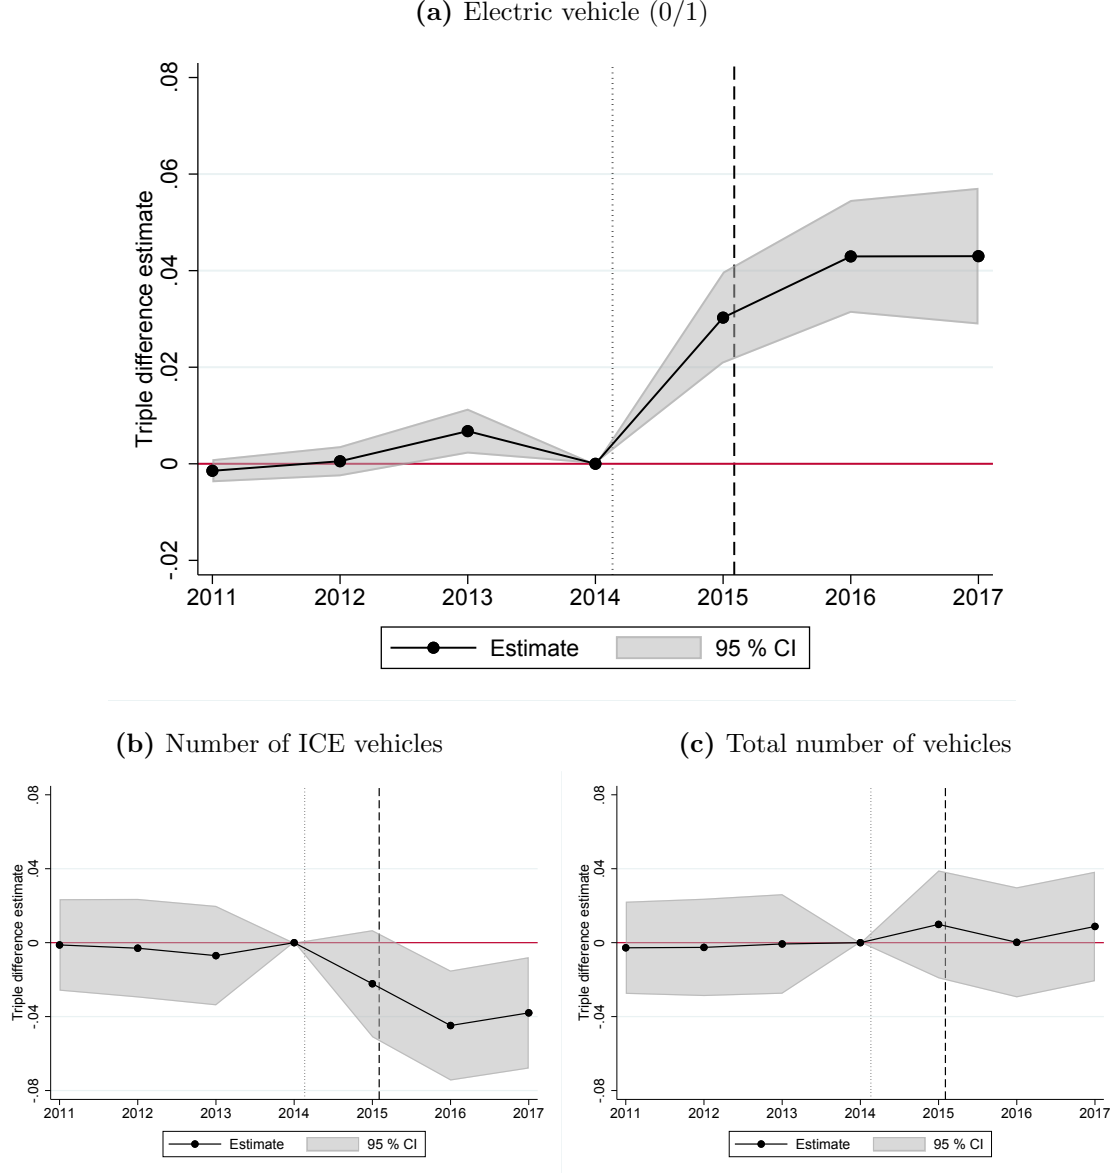 (a) Electric vehicle (0/1)
Triple difference estimate
.08
.06
.04
.02
0
-.02
2011 2012 2013 2014 2015 2016 2017
Estimate 95 % CI
(b) Number of ICE vehicles
Triple difference estimate
.08
.04
0
-.04
-.08
2011 2012 2013 2014 2015 2016 2017
Estimate 95 % CI
(c) Total number of vehicles
Triple difference estimate
.08
.04
0
-.04
-.08
2011 2012 2013 2014 2015 2016 2017
Estimate 95 % CI